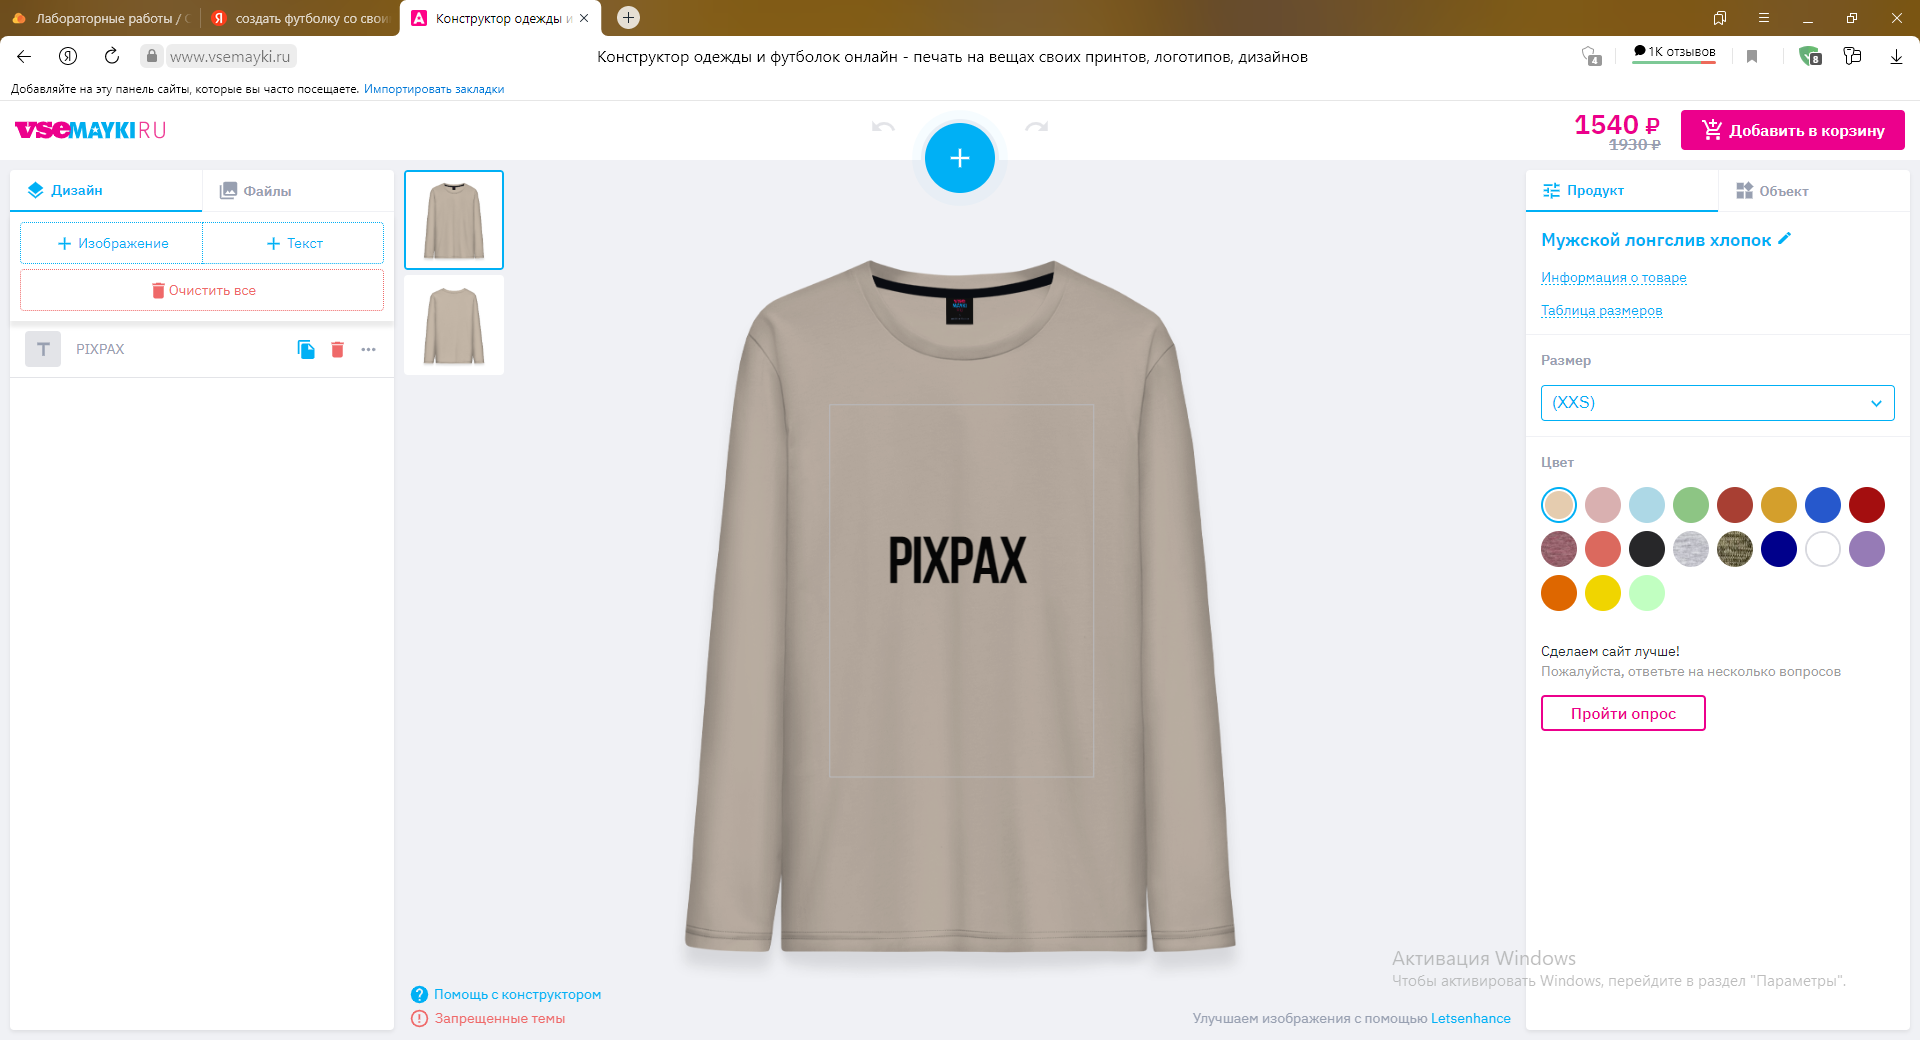 Лабораторные работы /
создать футболку со свои
Конструктор одежды и
www.vsemayki.ru
Конструктор одежды и футболок онлайн - печать на вещах своих принтов, логотипов, дизайнов
4
1К отзывов
8
Добавляйте на эту панель сайты, которые вы часто посещаете. Импортировать закладки
VSEMAYKI RU
1540 ₽
1930 ₽
Добавить в корзину
Дизайн
Файлы
Изображение
Текст
Очистить все
T PIXPAX
PIXPAX
Помощь с конструктором
Запрещенные темы
Улучшаем изображения с помощью Letsenhance
Продукт
Объект
Мужской лонгслив хлопок
Информация о товаре
Таблица размеров
Размер
(XXS)
Цвет
Сделаем сайт лучше!
Пожалуйста, ответьте на несколько вопросов
Пройти опрос
Активация Windows
Чтобы активировать Windows, перейдите в раздел "Параметры".